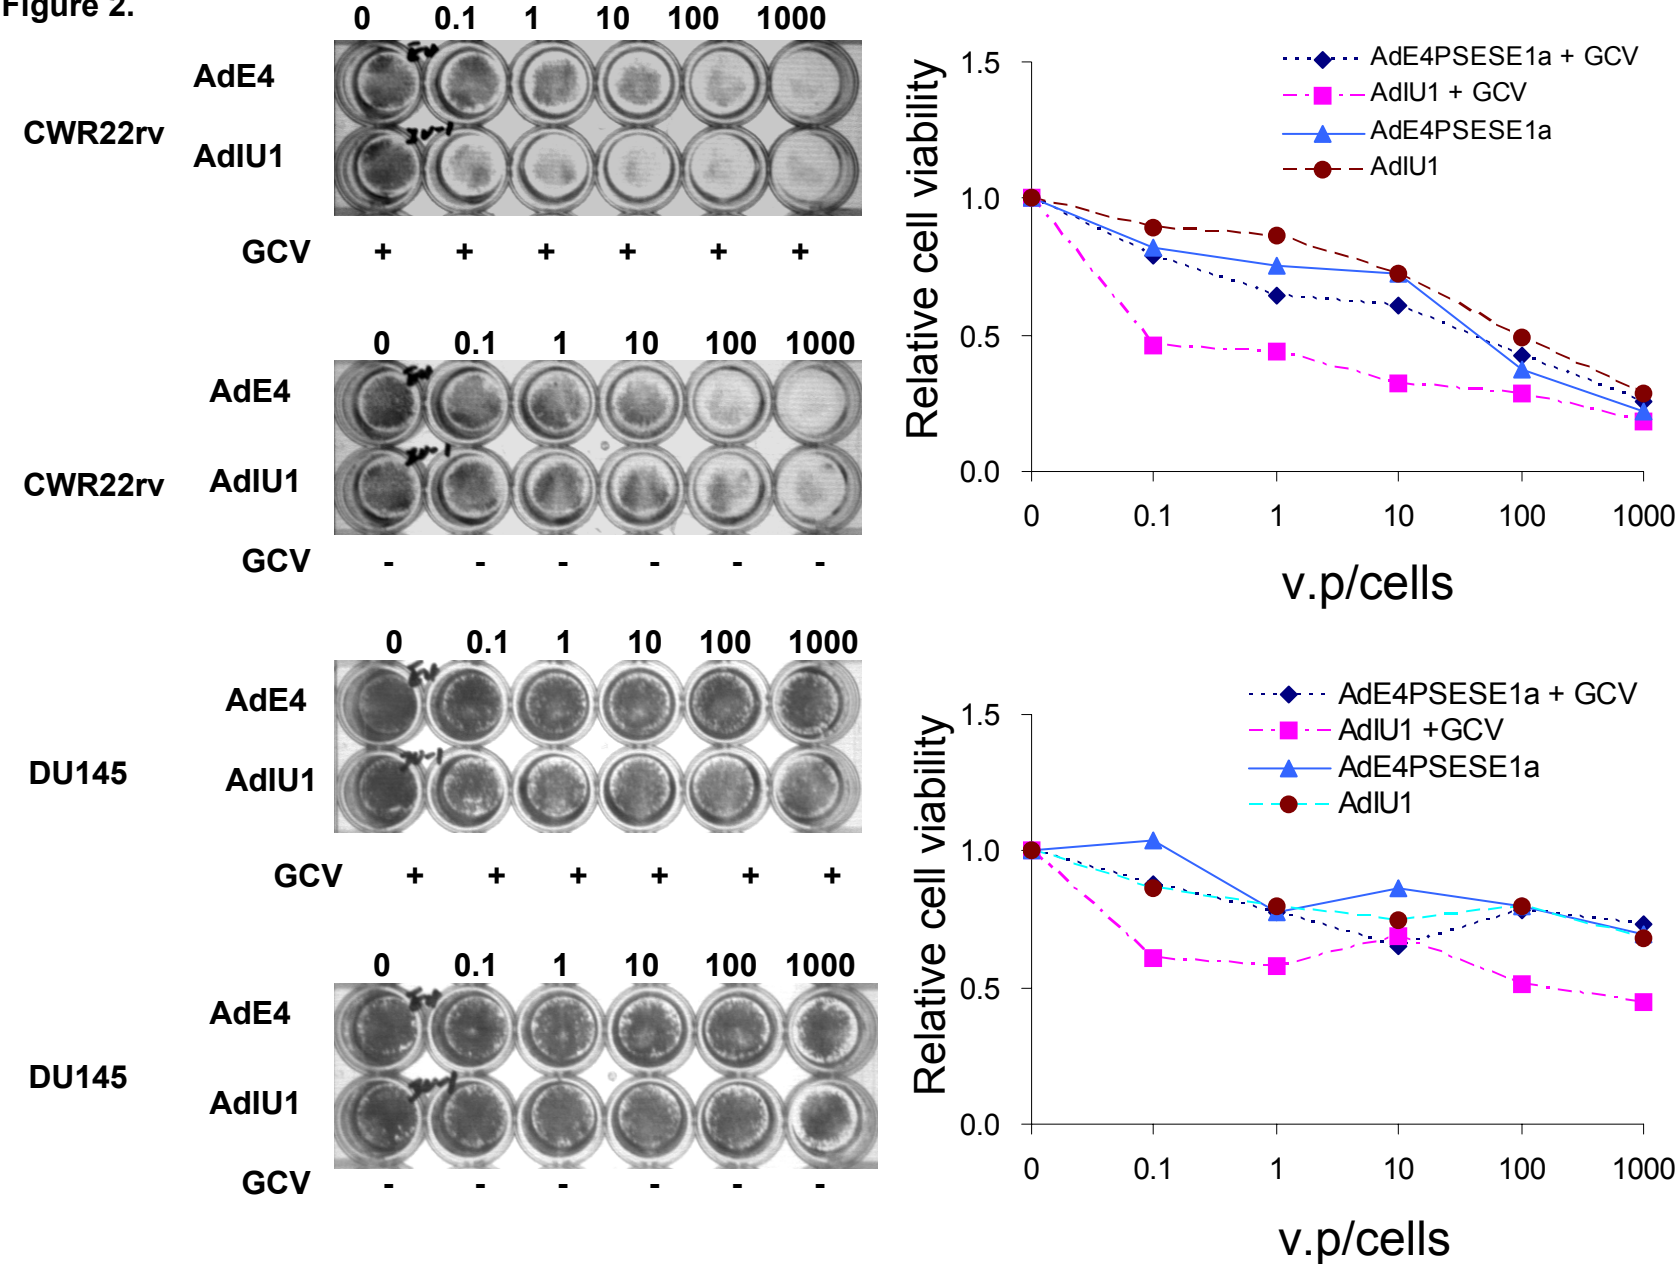 Figure 2.
0 0.1 1 10 100 1000
AdE4
CWR22rv
AdIU1
GCV + + + + + +
0 0.1 1 10 100 1000
AdE4
CWR22rv AdIU1
GCV - - - - - -
0 0.1 1 10 100 1000
AdE4
DU145 AdIU1
GCV + + + + + +
0 0.1 1 10 100 1000
AdE4
DU145
AdIU1
GCV - - - - - -
AdE4PSESE1a + GCV
AdIU1 + GCV
AdE4PSESE1a
AdIU1
Relative cell viability
1.5
1.0
0.5
0.0
0 0.1 1 10 100 1000
v.p/cells
AdE4PSESE1a + GCV
AdIU1 +GCV
AdE4PSESE1a
AdIU1
Relative cell viability
1.5
1.0
0.5
0.0
0 0.1 1 10 100 1000
v.p/cells